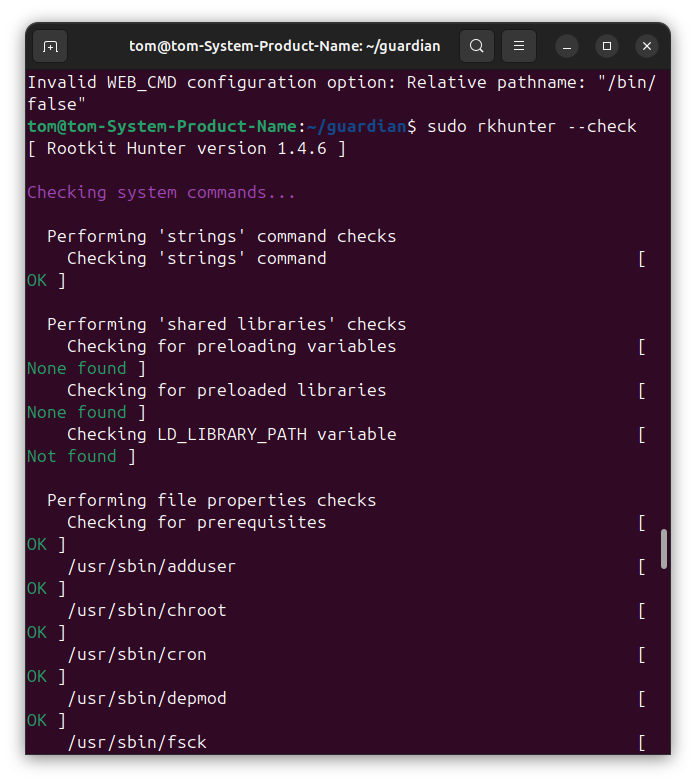 tom@tom-System-Product-Name: ~/guardian
Invalid WEB_CMD configuration option: Relative pathname: "/bin/
false"
tom@tom-System-Product-Name:~/guardian$ sudo rkhunter --check
[ Rootkit Hunter version 1.4.6 ]
Checking system commands...
Performing 'strings' command checks
Checking 'strings' command [
OK ]
Performing 'shared libraries' checks
Checking for preloading variables [
None found ]
Checking for preloaded libraries [
None found ]
Checking LD_LIBRARY_PATH variable [
Not found ]
Performing file properties checks
Checking for prerequisites [
OK ]
/usr/sbin/adduser [
OK ]
/usr/sbin/chroot [
OK ]
/usr/sbin/cron [
OK ]
/usr/sbin/depmod [
OK ]
/usr/sbin/fsck [